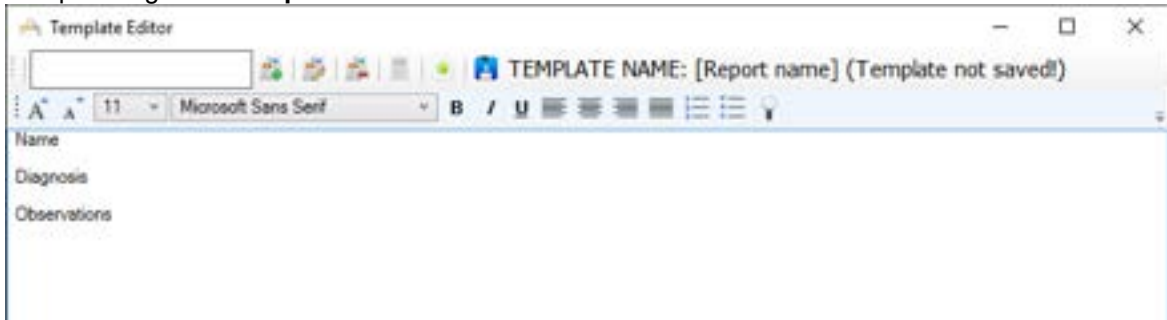 Template Editor
TEMPLATE NAME: [Report name] (Template not saved!)
11 Microsoft Sans Serif B I U
Name
Diagnosis
Observations